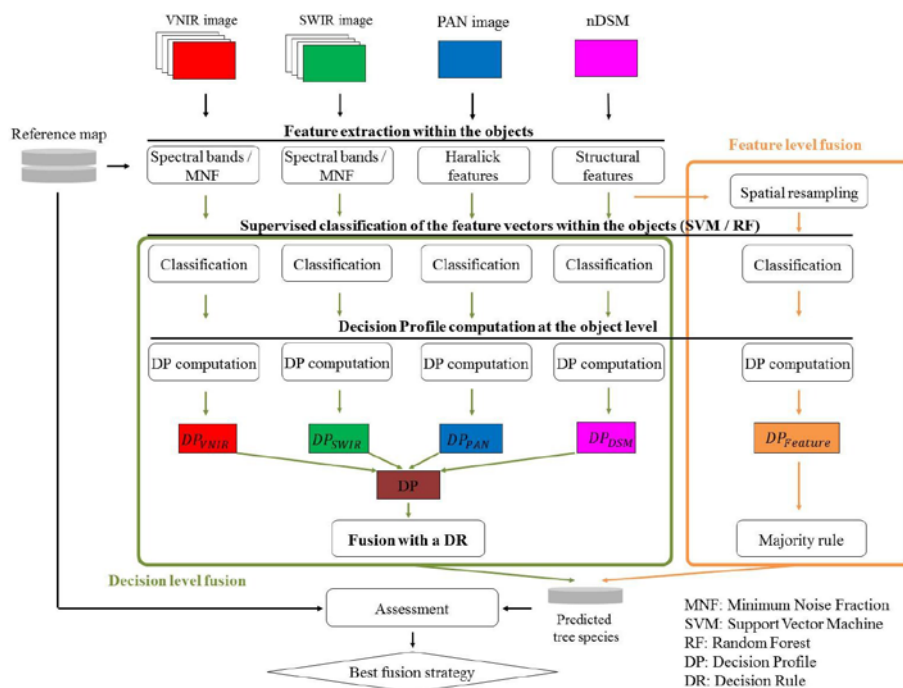 VNIR image
SWIR image
PAN image
nDSM
Reference map
Feature extraction within the objects
Spectral bands /
MNF
Spectral bands /
MNF
Haralick
features
Structural
features
Feature level fusion
Spatial resampling
Supervised classification of the feature vectors within the objects (SVM / RF)
Classification
Classification
Classification
Classification
Classification
Decision Profile computation at the object level
DP computation
DP computation
DP computation
DP computation
DP computation
DP_VNIR
DP_SWIR
DP_PAN
DP_DSM
DP_Feature
DP
Fusion with a DR
Majority rule
Decision level fusion
Assessment
Predicted
tree species
Best fusion strategy
MNF: Minimum Noise Fraction
SVM: Support Vector Machine
RF: Random Forest
DP: Decision Profile
DR: Decision Rule